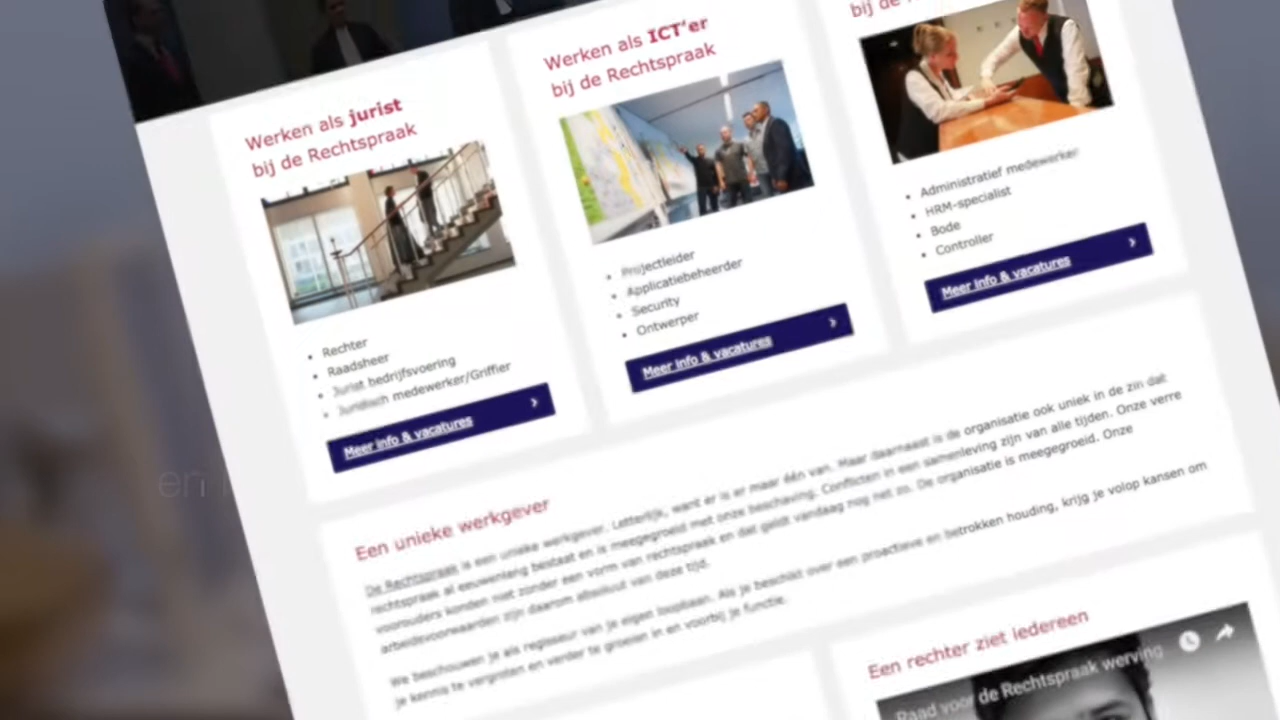 Werken als jurist
bij de Rechtspraak
Rechter
Raadsheer
Jurist bedrijfsvoering
Juridisch medewerker/Griffier
Meer info & vacatures
Werken als ICT'er
bij de Rechtspraak
Projectleider
Applicatiebeheerder
Security
Ontwerper
Meer info & vacatures
bij de
Administratief medewerker
HRM-specialist
Bode
Controller
Meer info & vacatures
Een unieke werkgever
De Rechtspraak is een unieke werkgever. Letterlijk, want er is er maar één van. Maar daarnaast is de organisatie ook uniek in de zin dat
rechtspraak al eeuwenlang bestaat en is meegegroeid met onze beschaving. Conflicten in een samenleving zijn van alle tijden. Onze verre
voorouders konden niet zonder een vorm van rechtspraak en dat geldt vandaag nog net zo. De organisatie is meegegroeid. Onze
arbeidsvoorwaarden zijn daarom absoluut van deze tijd.
We beschouwen je als regisseur van je eigen loopbaan. Als je beschikt over een proactieve en betrokken houding, krijg je volop kansen om
je kennis te vergroten en verder te groeien in en voorbij je functie.
Een rechter ziet iedereen
Raad voor de Rechtspraak werving
en